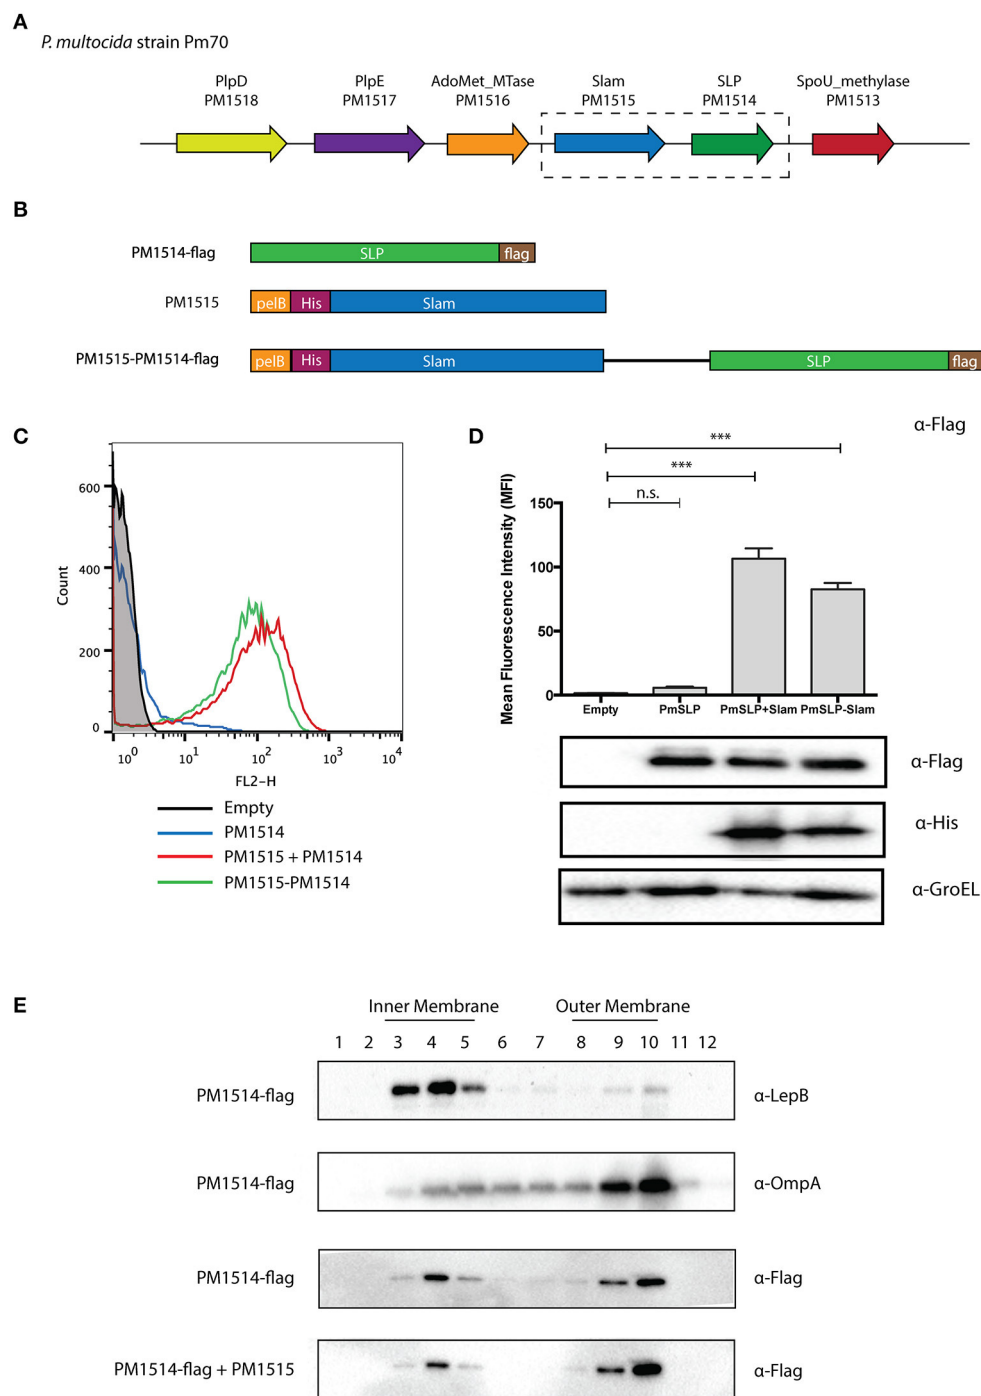 A
P. multocida strain Pm70
PlpD PlpE AdoMet_MTase Slam SLP SpoU_methylase
PM1518 PM1517 PM1516 PM1515 PM1514 PM1513
B
PM1514-flag SLP flag
PM1515 pelB His Slam
PM1515-PM1514-flag pelB His Slam SLP flag
C
Count
600
400
200
0
10^0 10^1 10^2 10^3 10^4
FL2-H
Empty
PM1514
PM1515 + PM1514
PM1515-PM1514
D
α-Flag
***
***
n.s.
Mean Fluorescence Intensity (MFI)
150
100
50
0
Empty PmSLP PmSLP+Slam PmSLP-Slam
α-Flag
α-His
α-GroEL
E
Inner Membrane Outer Membrane
1 2 3 4 5 6 7 8 9 10 11 12
PM1514-flag α-LepB
PM1514-flag α-OmpA
PM1514-flag α-Flag
PM1514-flag + PM1515 α-Flag